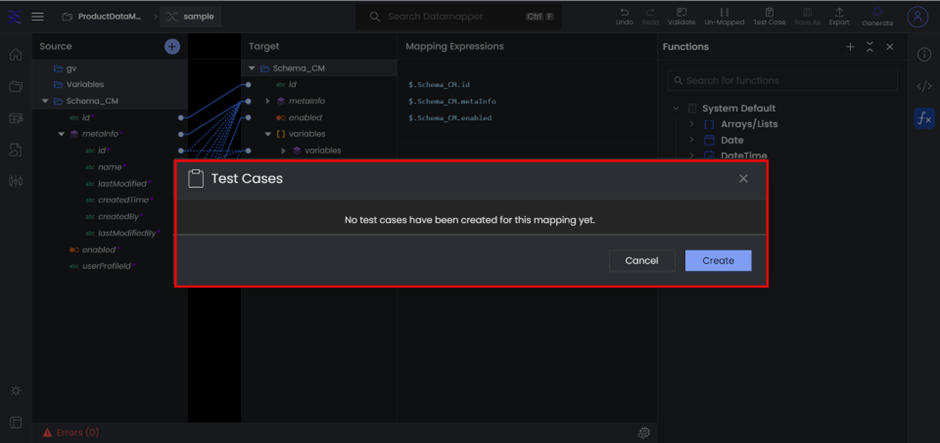 ProductDataM... > sample
Search Datamapper Ctrl F
Undo Redo Validate Un-Mapped Test Case Save As Export Generate
Source
Target
Mapping Expressions
Functions
gv
Variables
Schema_CM
id*
metaInfo*
id*
name*
lastModified*
createdTime*
createdBy*
lastModifiedBy*
enabled*
userProfileId*
Schema_CM
id
metaInfo
enabled
variables
variables
$.Schema_CM.id
$.Schema_CM.metaInfo
$.Schema_CM.enabled
Search for functions
System Default
Arrays/Lists
Date
DateTime
Test Cases
No test cases have been created for this mapping yet.
Cancel Create
Errors (0)